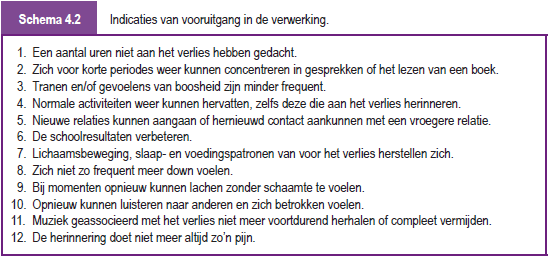 Schema 4.2 Indicaties van vooruitgang in de verwerking.
1. Een aantal uren niet aan het verlies hebben gedacht.
2. Zich voor korte periodes weer kunnen concentreren in gesprekken of het lezen van een boek.
3. Tranen en/of gevoelens van boosheid zijn minder frequent.
4. Normale activiteiten weer kunnen hervatten, zelfs deze die aan het verlies herinneren.
5. Nieuwe relaties kunnen aangaan of hernieuwd contact aankunnen met een vroegere relatie.
6. De schoolresultaten verbeteren.
7. Lichaamsbeweging, slaap- en voedingspatronen van voor het verlies herstellen zich.
8. Zich niet zo frequent meer down voelen.
9. Bij momenten opnieuw kunnen lachen zonder schaamte te voelen.
10. Opnieuw kunnen luisteren naar anderen en zich betrokken voelen.
11. Muziek geassocieerd met het verlies niet meer voortdurend herhalen of compleet vermijden.
12. De herinnering doet niet meer altijd zo'n pijn.